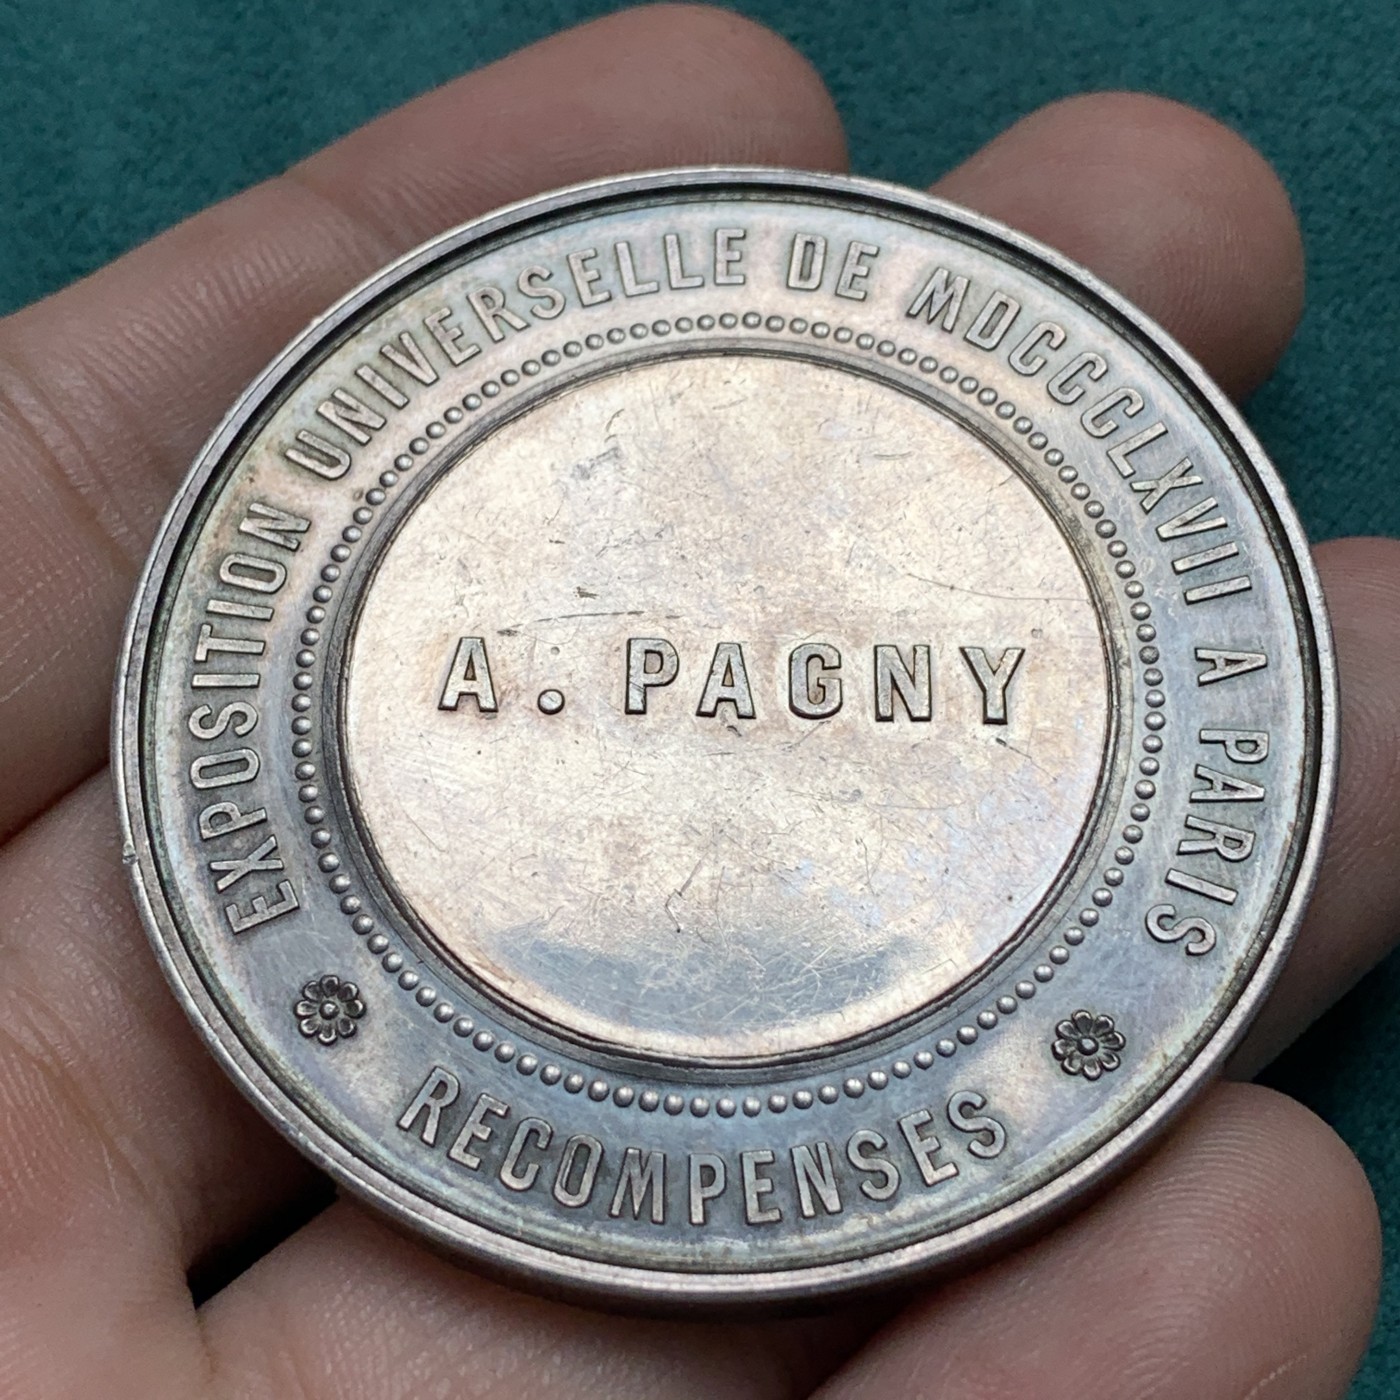 EXPOSITION UNIVERSELLE DE MDCCCLXVII A PARIS
A. PAGNY
RECOMPENSES